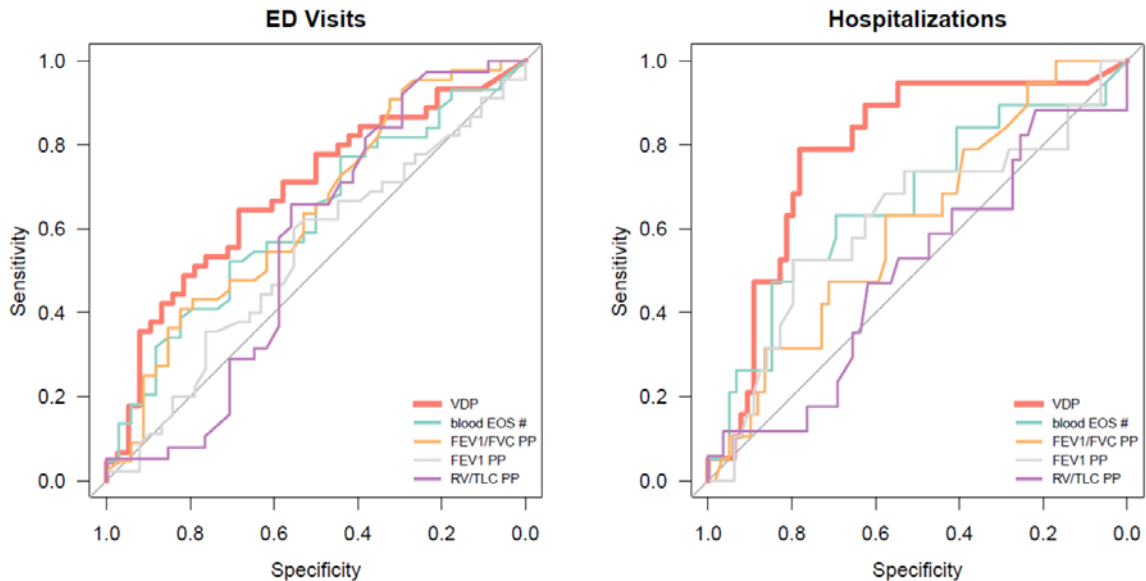 ED Visits
Sensitivity
1.0
0.8
0.6
0.4
0.2
0.0
VDP
blood EOS #
FEV1/FVC PP
FEV1 PP
RV/TLC PP
1.0 0.8 0.6 0.4 0.2 0.0
Specificity
Hospitalizations
Sensitivity
1.0
0.8
0.6
0.4
0.2
0.0
VDP
blood EOS #
FEV1/FVC PP
FEV1 PP
RV/TLC PP
1.0 0.8 0.6 0.4 0.2 0.0
Specificity